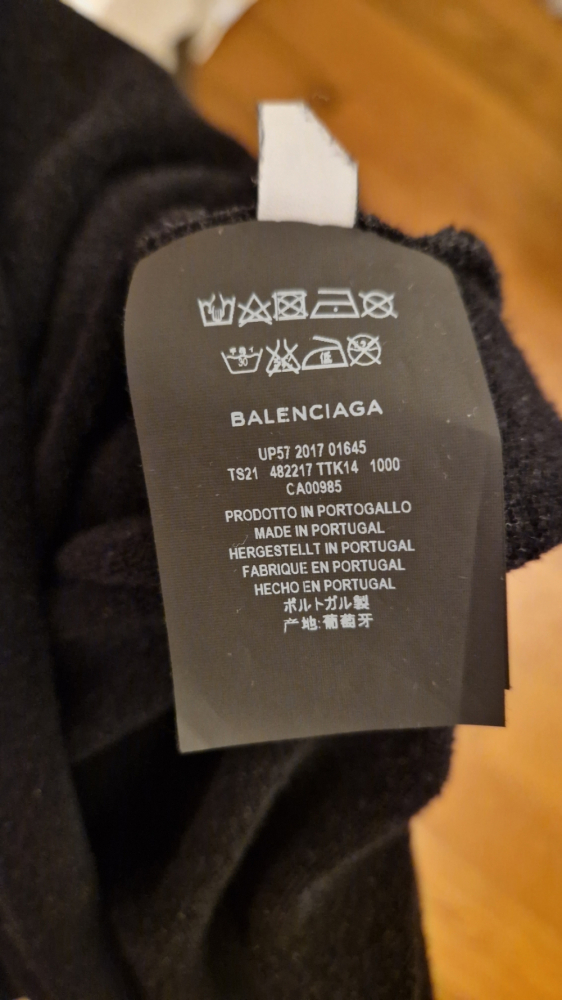 30
BALENCIAGA
UP57 2017 01645
TS21 482217 TTK14 1000
CA00985
PRODOTTO IN PORTOGALLO
MADE IN PORTUGAL
HERGESTELLT IN PORTUGAL
FABRIQUE EN PORTUGAL
HECHO EN PORTUGAL
ポルトガル製
产地:葡萄牙